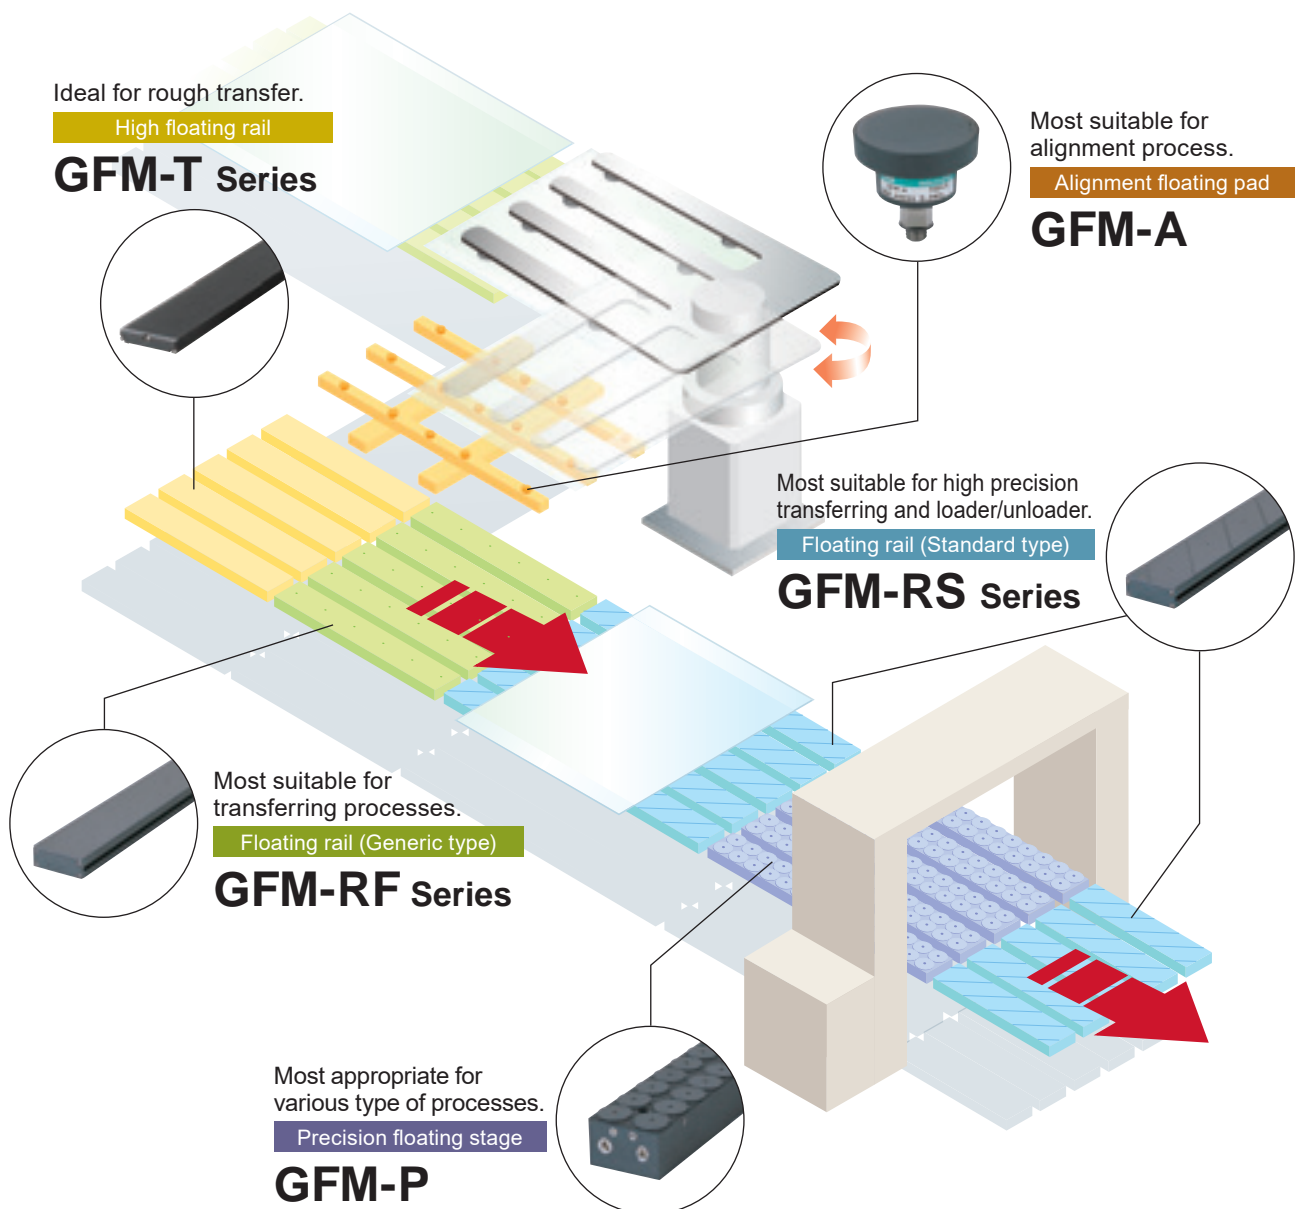 Ideal for rough transfer.
High floating rail
GFM-T Series
Most suitable for
alignment process.
Alignment floating pad
GFM-A
Most suitable for high precision
transferring and loader/unloader.
Floating rail (Standard type)
GFM-RS Series
Most suitable for
transferring processes.
Floating rail (Generic type)
GFM-RF Series
Most appropriate for
various type of processes.
Precision floating stage
GFM-P